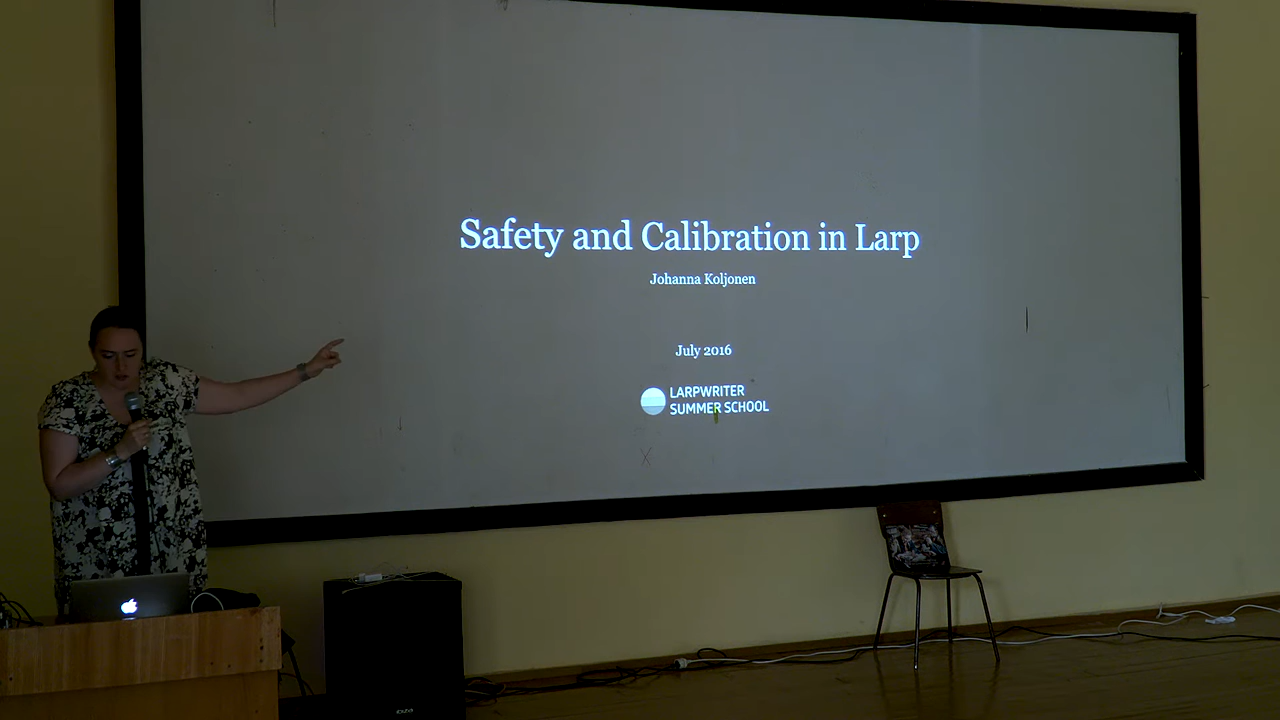 Safety and Calibration in Larp
Johanna Koljonen
July 2016
LARPWRITER
SUMMER SCHOOL